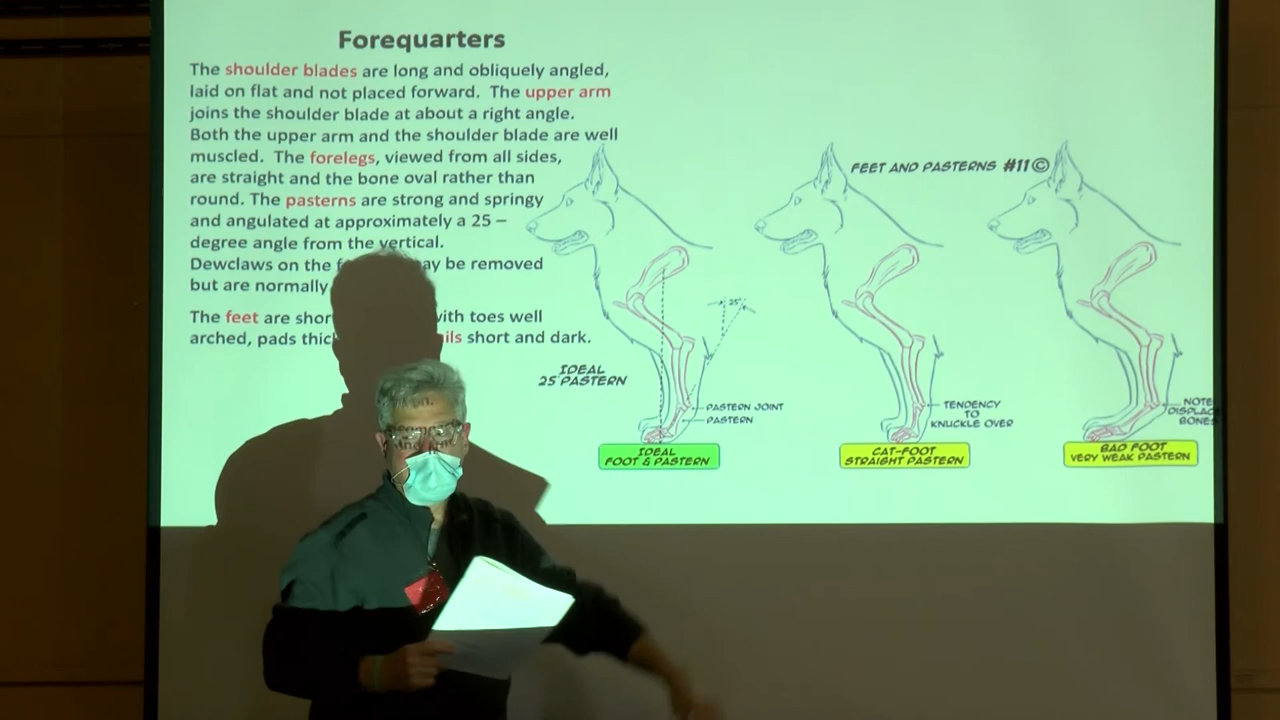 Forequarters
The shoulder blades are long and obliquely angled,
laid on flat and not placed forward. The upper arm
joins the shoulder blade at about a right angle.
Both the upper arm and the shoulder blade are well
muscled. The forelegs, viewed from all sides,
are straight and the bone oval rather than
round. The pasterns are strong and springy
and angulated at approximately a 25 –
degree angle from the vertical.
Dewclaws on the may be removed
but are normally
The feet are with toes well
arched, pads short and dark.
FEET AND PASTERNS #11©
25°
IDEAL
25° PASTERN
PASTERN JOINT
PASTERN
IDEAL
FOOT & PASTERN
TENDENCY
TO
KNUCKLE OVER
CAT-FOOT
STRAIGHT PASTERN
NOTE
BONES
BAD FOOT
VERY WEAK PASTERN